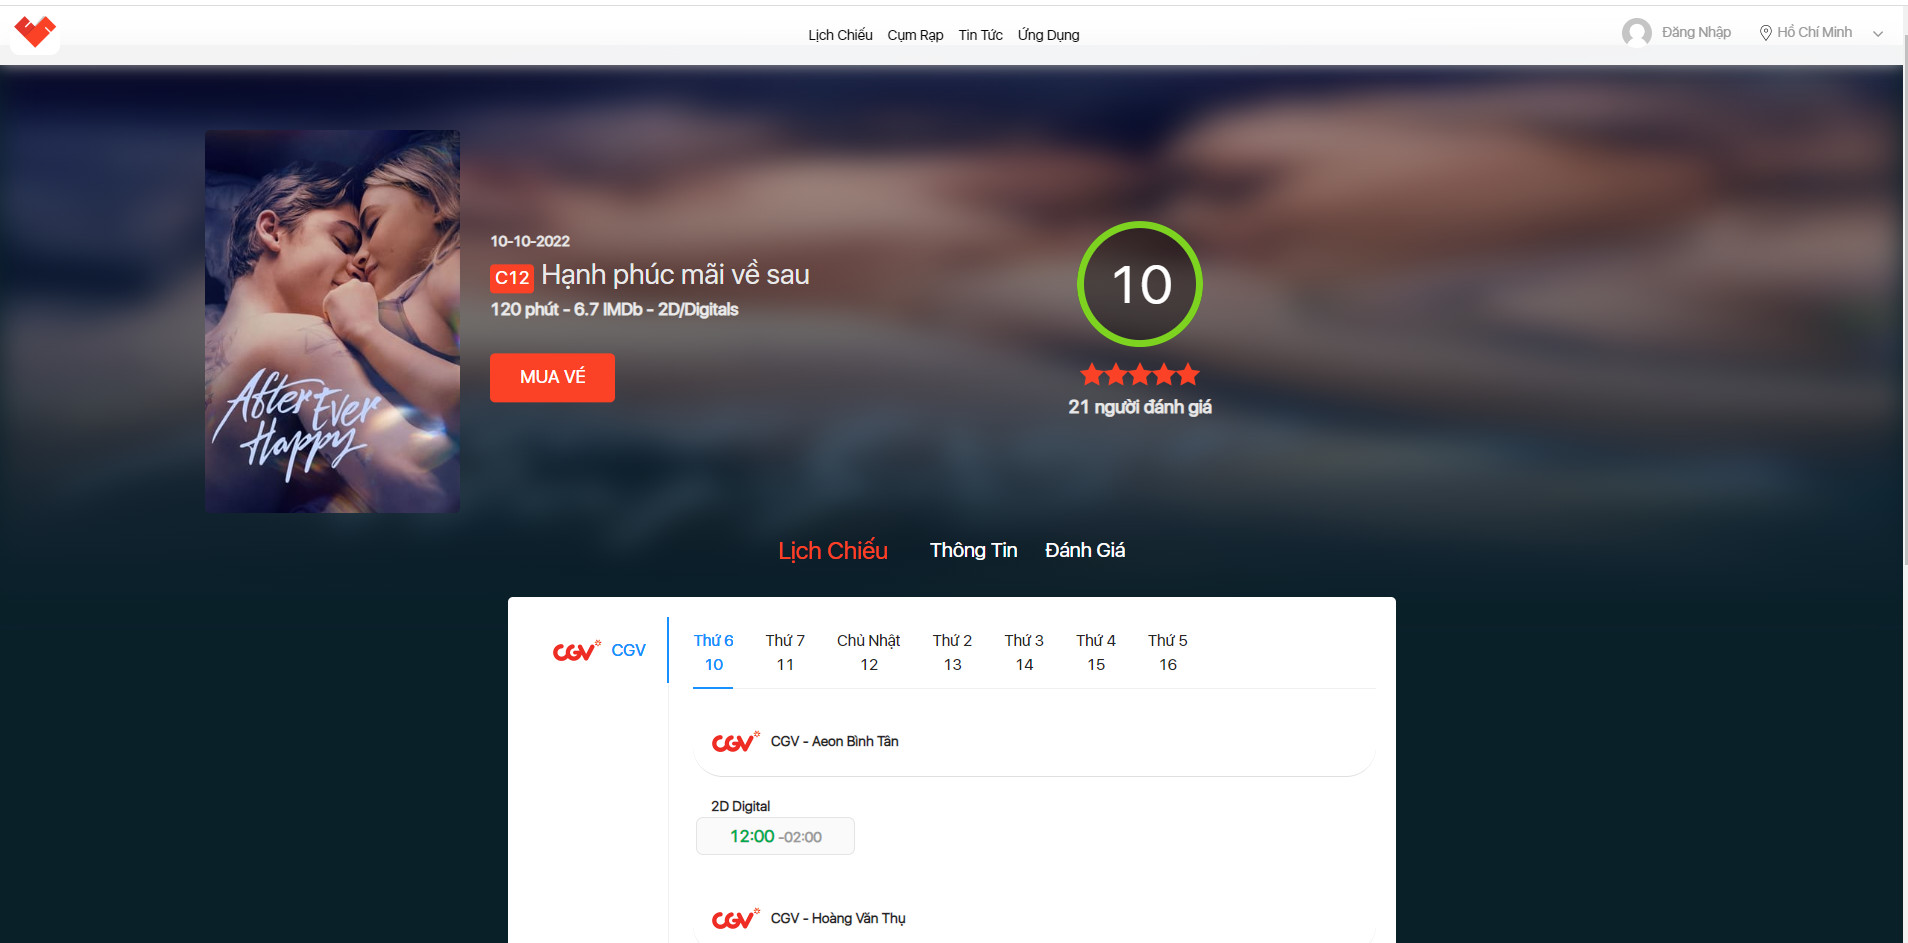 Lịch Chiếu Cụm Rạp Tin Tức Ứng Dụng
Đăng Nhập
Hồ Chí Minh
After Ever Happy
10-10-2022
C12 Hạnh phúc mãi về sau
120 phút - 6.7 IMDb - 2D/Digitals
MUA VÉ
10
21 người đánh giá
Lịch Chiếu Thông Tin Đánh Giá
CGV CGV
Thứ 6 Thứ 7 Chủ Nhật Thứ 2 Thứ 3 Thứ 4 Thứ 5
10 11 12 13 14 15 16
CGV CGV - Aeon Bình Tân
2D Digital
12:00 -02:00
CGV CGV - Hoàng Văn Thụ